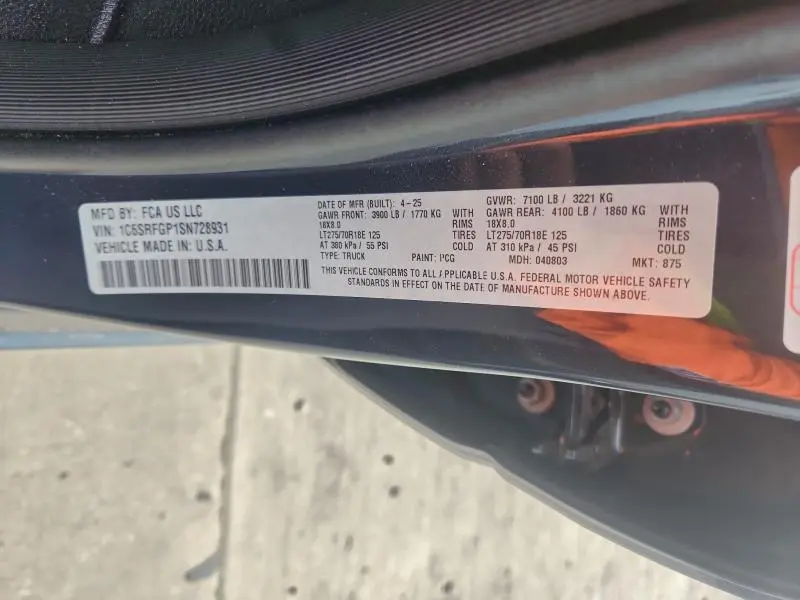 MFD BY: FCA US LLC
VIN: 1C6SRFGP1SN728931
VEHICLE MADE IN U.S.A.
DATE OF MFR (BUILT): 4-25
GVWR: 7100 LB / 3221 KG
GAWR FRONT: 3900 LB / 1770 KG WITH
GAWR REAR: 4100 LB / 1860 KG WITH
18X8.0 RIMS
18X8.0 RIMS
LT275/70R18E 125 TIRES
LT275/70R18E 125 TIRES
AT 380 kPa / 55 PSI COLD
AT 310 kPa / 45 PSI COLD
TYPE: TRUCK PAINT: MDH: 040803 MKT: 875
THIS VEHICLE CONFORMS TO ALL APPLICABLE U.S.A. FEDERAL MOTOR VEHICLE SAFETY
STANDARDS IN EFFECT ON THE DATE OF MANUFACTURE SHOWN ABOVE.